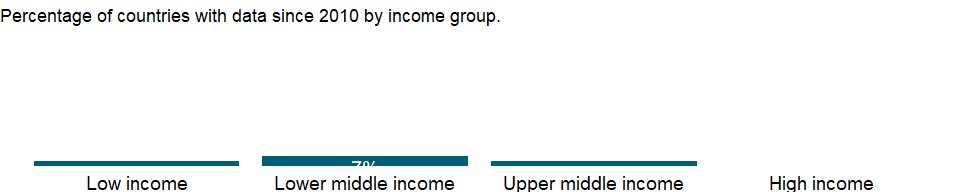 Percentage of countries with data since 2010 by income group.
7%
Low income Lower middle income Upper middle income High income